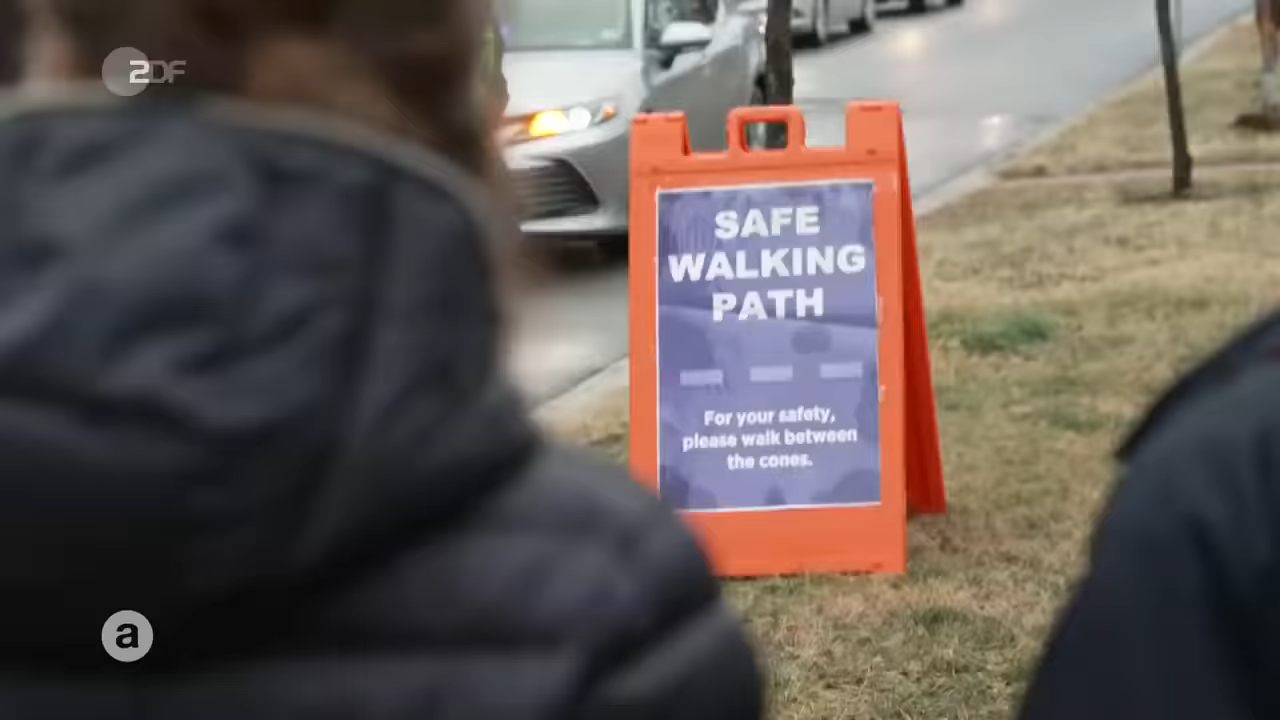 2DF
SAFE
WALKING
PATH
For your safety,
please walk between
the cones.
a